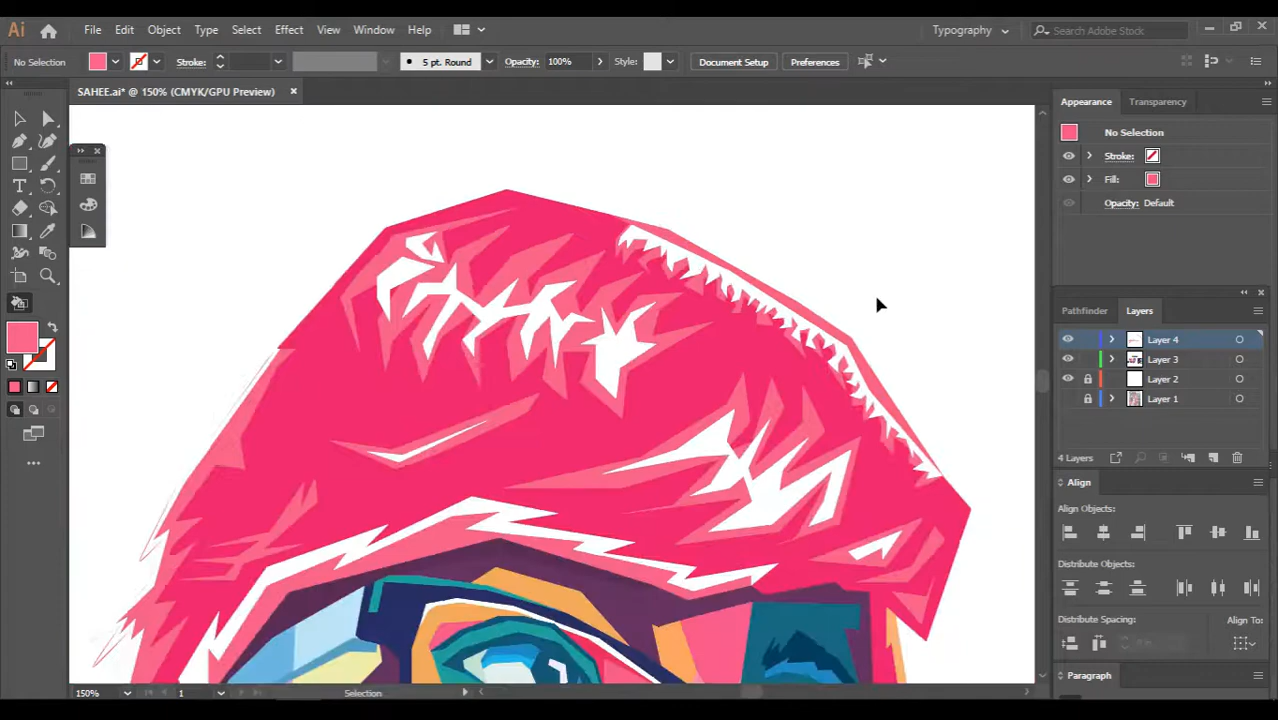 Ai File Edit Object Type Select Effect View Window Help Typography Search Adobe Stock
No Selection Stroke: 5 pt. Round Opacity: 100% Style: Document Setup Preferences
SAHEE.ai* @ 150% (CMYK/GPU Preview)
Appearance Transparency
No Selection
Stroke:
Fill:
Opacity: Default
Pathfinder Layers
Layer 4
Layer 3
Layer 2
Layer 1
4 Layers
Align
Align Objects:
Distribute Objects:
Distribute Spacing: Align To:
Paragraph
150% 1 Selection